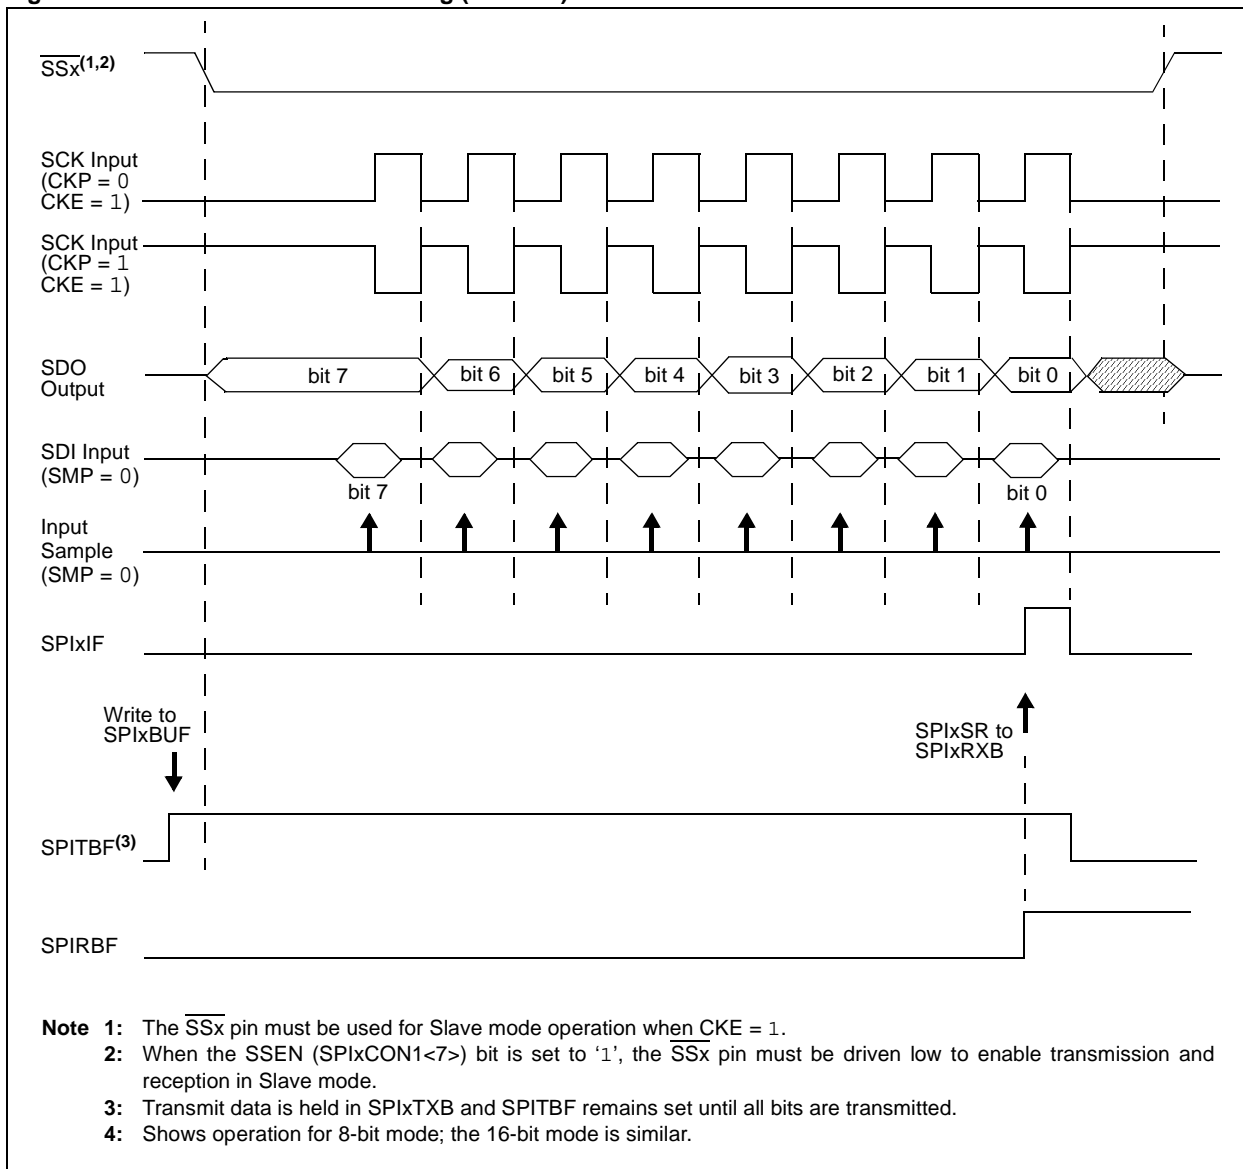 SSx(1,2)
SCK Input
(CKP = 0
CKE = 1)
SCK Input
(CKP = 1
CKE = 1)
SDO
Output
bit 7 bit 6 bit 5 bit 4 bit 3 bit 2 bit 1 bit 0
SDI Input
(SMP = 0)
bit 7 bit 0
Input
Sample
(SMP = 0)
SPIxIF
Write to
SPIxBUF
SPIxSR to
SPIxRXB
SPITBF(3)
SPIRBF
Note 1: The SSx pin must be used for Slave mode operation when CKE = 1.
2: When the SSEN (SPIxCON1<7>) bit is set to ‘1’, the SSx pin must be driven low to enable transmission and
reception in Slave mode.
3: Transmit data is held in SPIxTXB and SPITBF remains set until all bits are transmitted.
4: Shows operation for 8-bit mode; the 16-bit mode is similar.